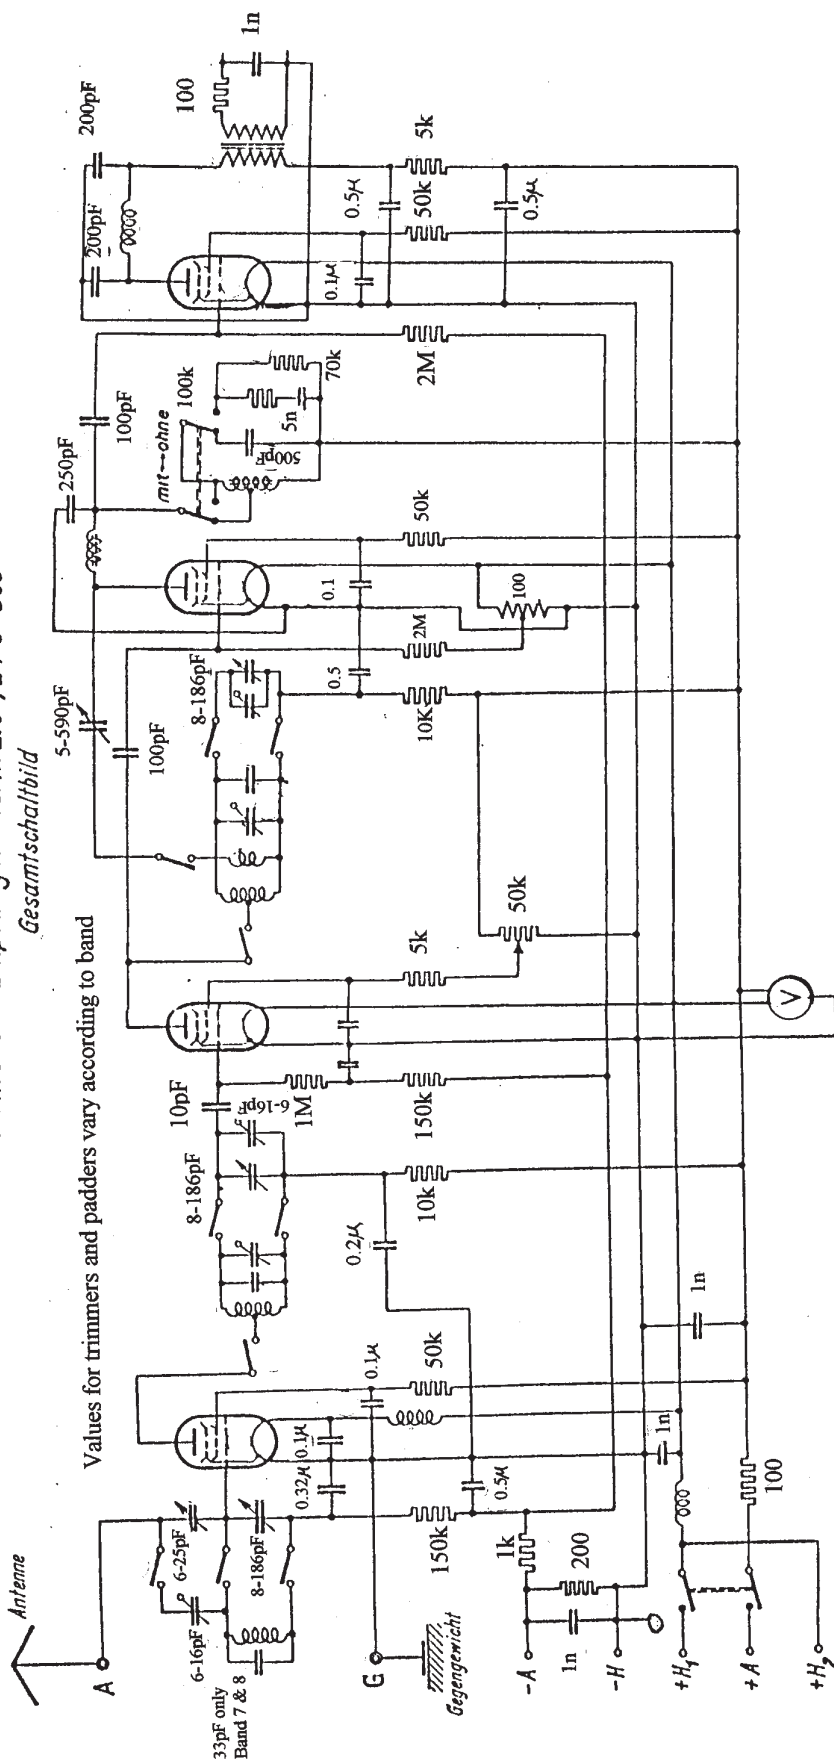 Gesamtschaltbild
Values for trimmers and padders vary according to band
Antenne
A
6-25pF
6-16pF
33pF only
Band 7 & 8
8-186pF
0.32µ
0.1µ
0.1µ
50k
150k
0.5µ
G
Gegengewicht
1k
200
1n
-A
-H
+H₁
+A
+H₂
1n
100
1n
8-186pF
6-16pF
10pF
1M
0.2µ
10k
150k
5k
50k
V
5-590pF
100pF
8-186pF
0.5
0.1
10K
2M
100
50k
250pF
100pF
mit↔ohne
100k
500pF
5n
70k
2M
200pF
200pF
0.1µ
0.5µ
50k
5k
0.5µ
100
1n